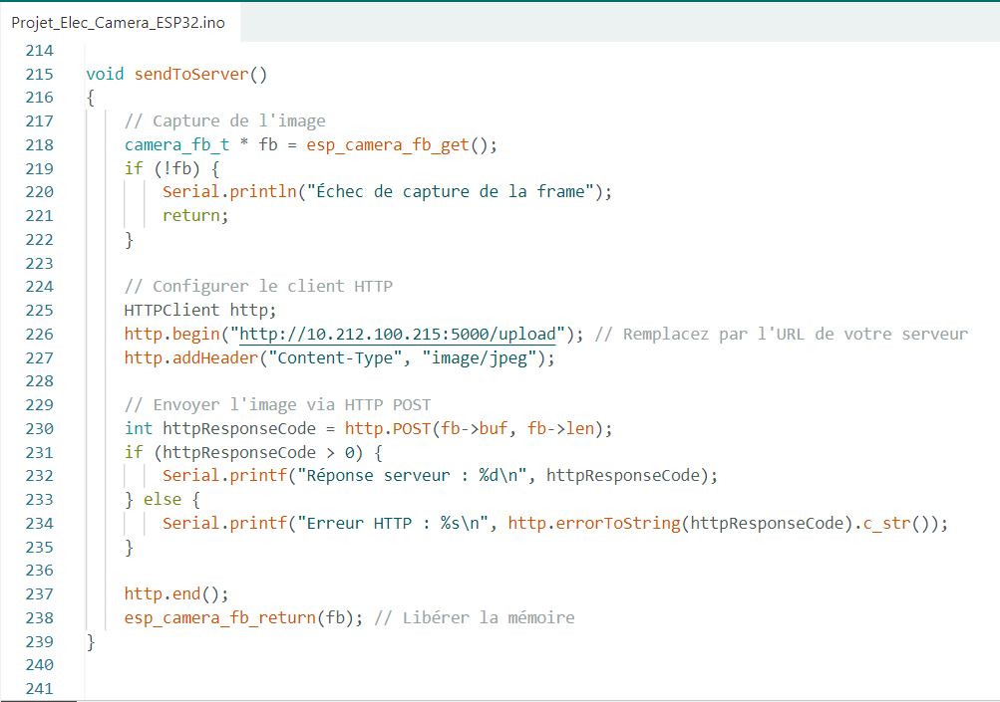 Projet_Elec_Camera_ESP32.ino
214
215 void sendToServer()
216 {
217 // Capture de l'image
218 camera_fb_t * fb = esp_camera_fb_get();
219 if (!fb) {
220 Serial.println("Échec de capture de la frame");
221 return;
222 }
223
224 // Configurer le client HTTP
225 HTTPClient http;
226 http.begin("http://10.212.100.215:5000/upload"); // Remplacez par l'URL de votre serveur
227 http.addHeader("Content-Type", "image/jpeg");
228
229 // Envoyer l'image via HTTP POST
230 int httpResponseCode = http.POST(fb->buf, fb->len);
231 if (httpResponseCode > 0) {
232 Serial.printf("Réponse serveur : %d\n", httpResponseCode);
233 } else {
234 Serial.printf("Erreur HTTP : %s\n", http.errorToString(httpResponseCode).c_str());
235 }
236
237 http.end();
238 esp_camera_fb_return(fb); // Libérer la mémoire
239 }
240
241